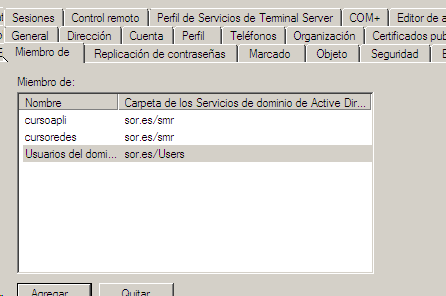 Sesiones Control remoto Perfil de Servicios de Terminal Server COM+ Editor de a
General Dirección Cuenta Perfil Teléfonos Organización Certificados pub
Miembro de Replicación de contraseñas Marcado Objeto Seguridad E
Miembro de:
Nombre Carpeta de los Servicios de dominio de Active Dir...
cursoapli sor.es/smr
cursoredes sor.es/smr
Usuarios del domi... sor.es/Users
Agregar... Quitar